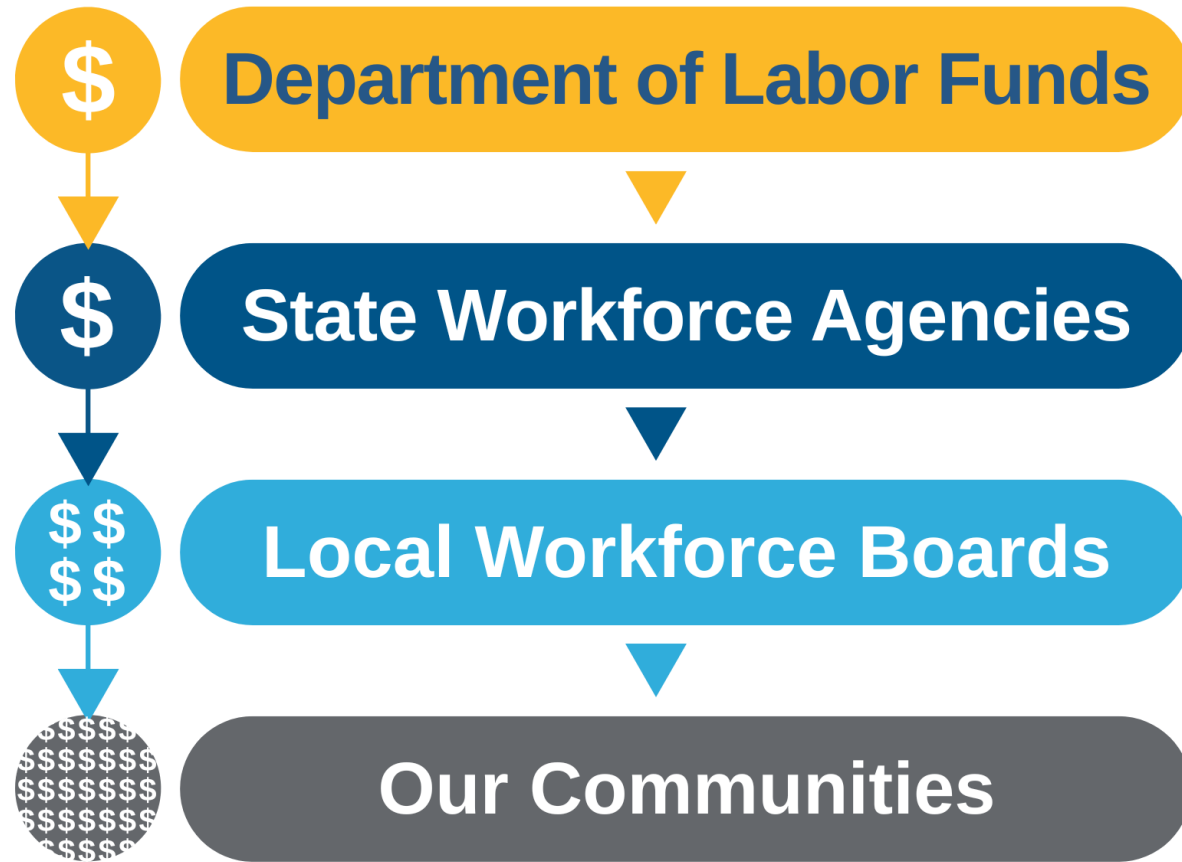 $ Department of Labor Funds
$ State Workforce Agencies
$ $ Local Workforce Boards
$ $
$$$$$
$$$$$$$
$$$$$$$ Our Communities
$$$$$$$
$$$$$